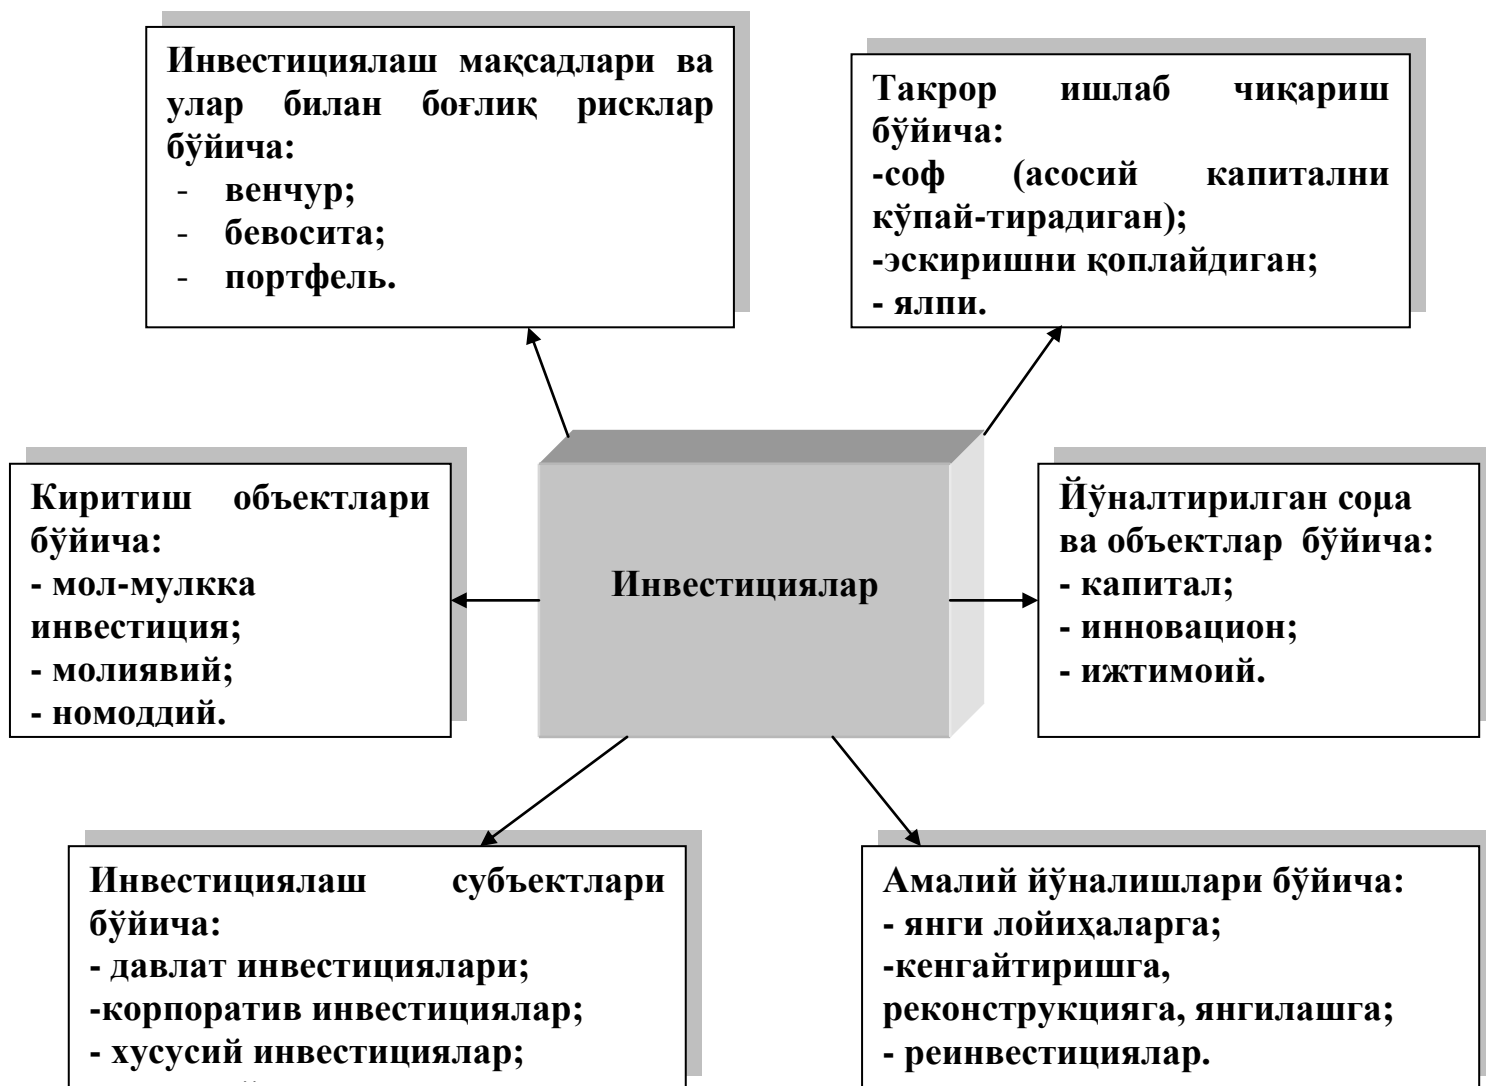 Инвестициялаш мақсадлари ва
улар билан боғлиқ рисклар
бўйича:
- венчур;
- бевосита;
- портфель.
Такрор ишлаб чиқариш
бўйича:
-соф (асосий капитални
кўпай-тирадиган);
-эскиришни қоплайдиган;
- ялпи.
Киритиш объектлари
бўйича:
- мол-мулкка
инвестиция;
- молиявий;
- номоддий.
Инвестициялар
Йўналтирилган соµа
ва объектлар бўйича:
- капитал;
- инновацион;
- ижтимоий.
Инвестициялаш субъектлари
бўйича:
- давлат инвестициялари;
-корпоратив инвестициялар;
- хусусий инвестициялар;
Амалий йўналишлари бўйича:
- янги лойиҳаларга;
-кенгайтиришга,
реконструкцияга, янгилашга;
- реинвестициялар.